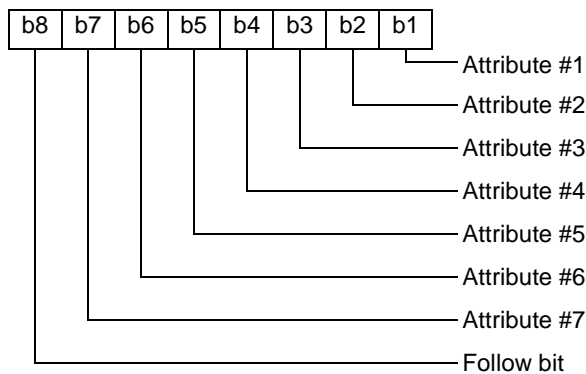 b8 b7 b6 b5 b4 b3 b2 b1
Attribute #1
Attribute #2
Attribute #3
Attribute #4
Attribute #5
Attribute #6
Attribute #7
Follow bit